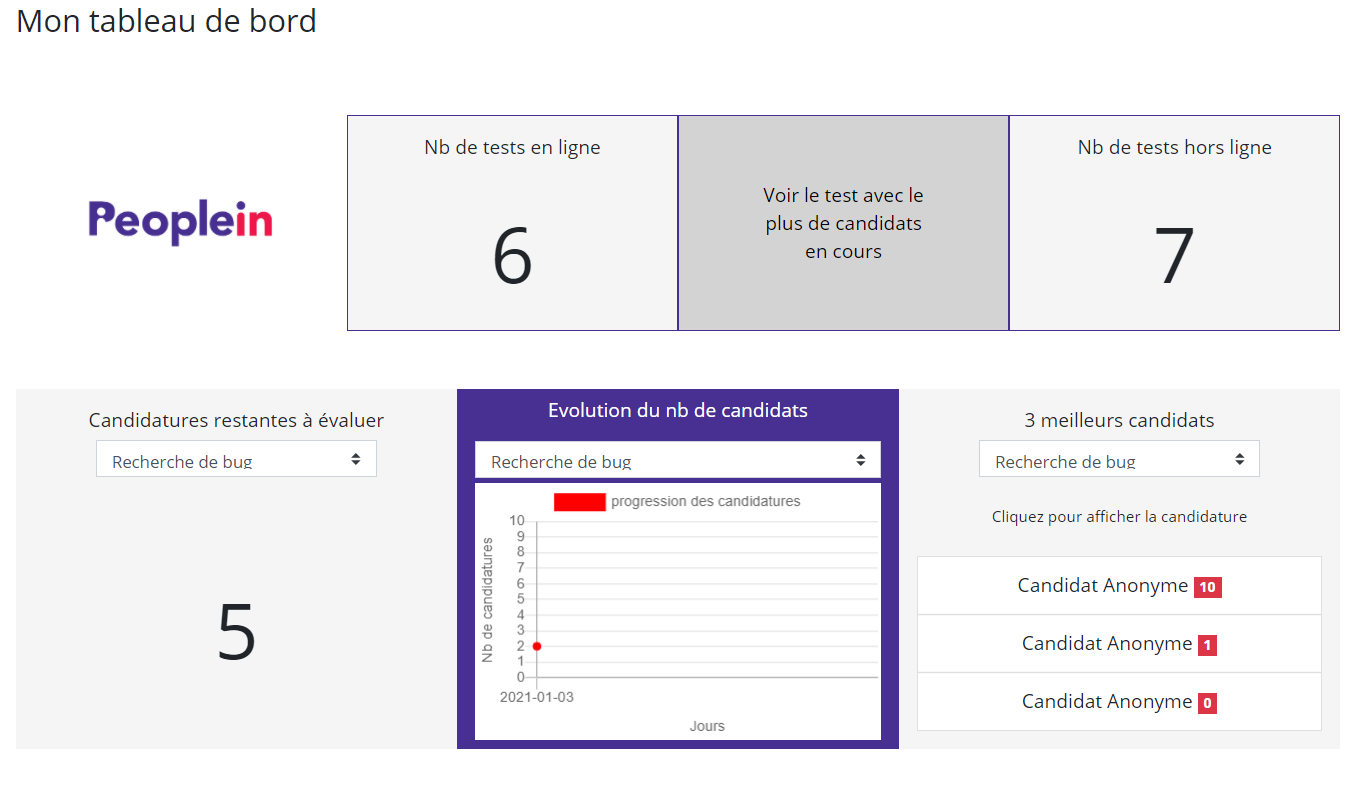 Mon tableau de bord
Peoplein
Nb de tests en ligne
6
Voir le test avec le
plus de candidats
en cours
Nb de tests hors ligne
7
Candidatures restantes à évaluer
Recherche de bug
5
Evolution du nb de candidats
Recherche de bug
progression des candidatures
Nb de candidatures
10
9
8
7
6
5
4
3
2
1
0
2021-01-03
Jours
3 meilleurs candidats
Recherche de bug
Cliquez pour afficher la candidature
Candidat Anonyme 10
Candidat Anonyme 1
Candidat Anonyme 0